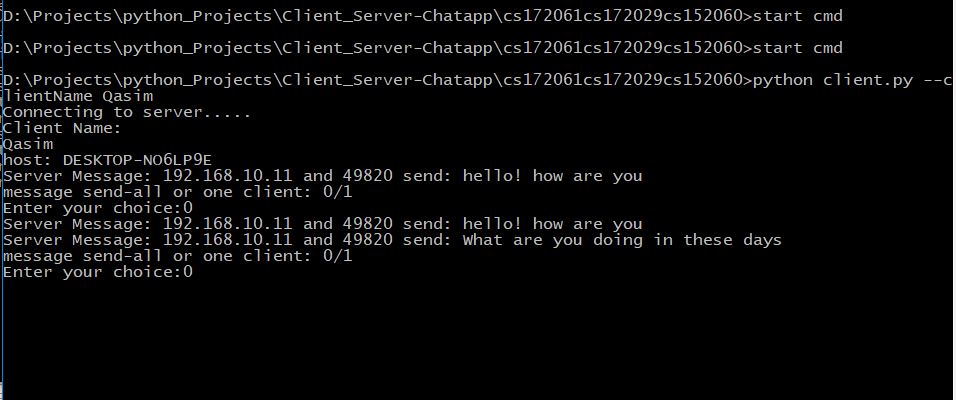 D:\Projects\python_Projects\Client_Server-Chatapp\cs172061cs172029cs152060>start cmd
D:\Projects\python_Projects\Client_Server-Chatapp\cs172061cs172029cs152060>start cmd
D:\Projects\python_Projects\Client_Server-Chatapp\cs172061cs172029cs152060>python client.py --c
lientName Qasim
Connecting to server.....
Client Name:
Qasim
host: DESKTOP-NO6LP9E
Server Message: 192.168.10.11 and 49820 send: hello! how are you
message send-all or one client: 0/1
Enter your choice:0
Server Message: 192.168.10.11 and 49820 send: hello! how are you
Server Message: 192.168.10.11 and 49820 send: What are you doing in these days
message send-all or one client: 0/1
Enter your choice:0